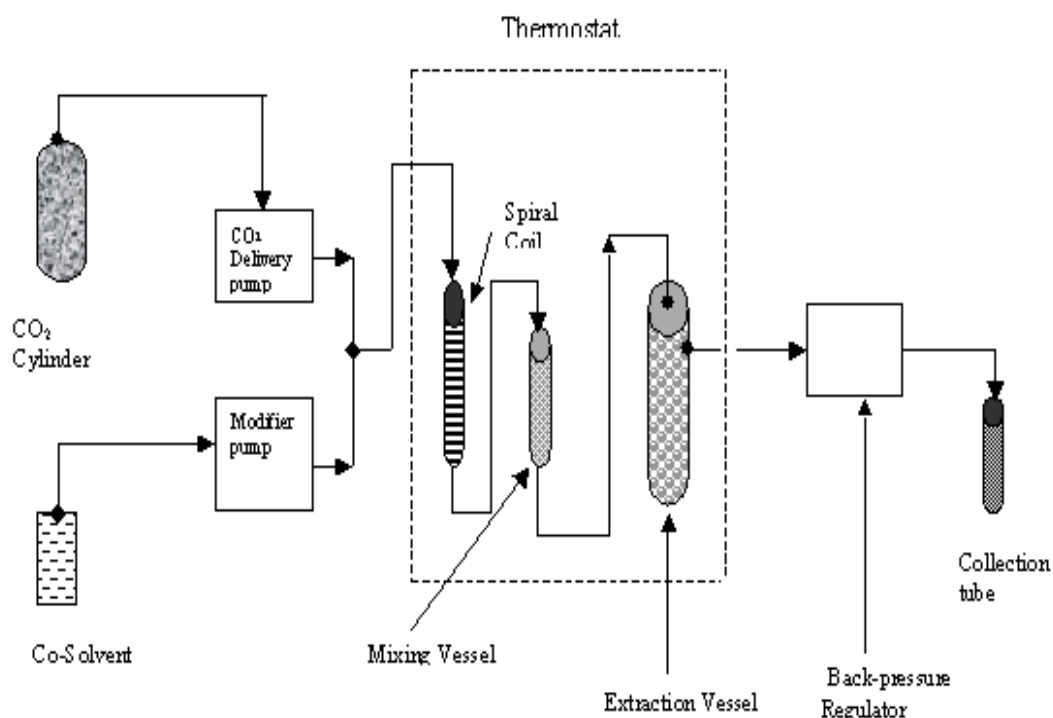 Thermostat
Spiral
Coil
CO₂
Delivery
pump
CO₂
Cylinder
Modifier
pump
Collection
tube
Co-Solvent
Mixing Vessel
Extraction Vessel
Back-pressure
Regulator